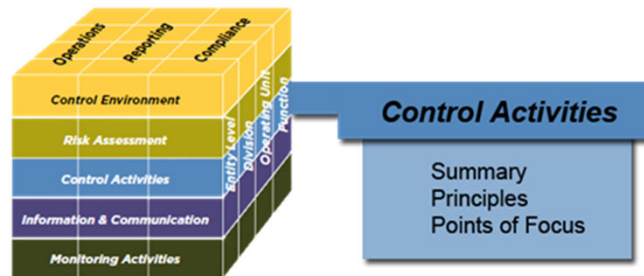 Operations
Reporting
Compliance
Control Environment
Risk Assessment
Control Activities
Information & Communication
Monitoring Activities
Entity Level
Division
Operating Unit
Function
Control Activities
Summary
Principles
Points of Focus